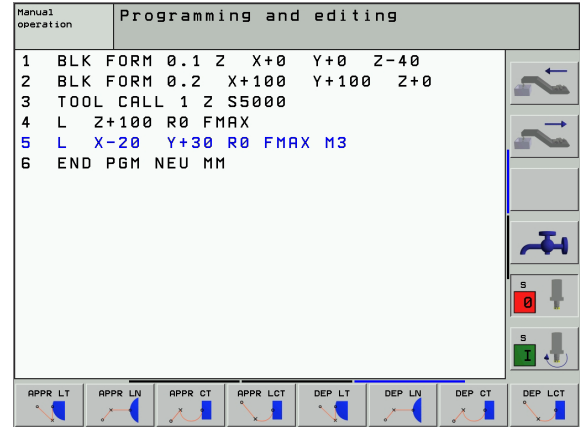 Manual
operation
Programming and editing
1 BLK FORM 0.1 Z X+0 Y+0 Z-40
2 BLK FORM 0.2 X+100 Y+100 Z+0
3 TOOL CALL 1 Z S5000
4 L Z+100 R0 FMAX
5 L X-20 Y+30 R0 FMAX M3
6 END PGM NEU MM
S
0
S
I
APPR LT APPR LN APPR CT APPR LCT DEP LT DEP LN DEP CT DEP LCT